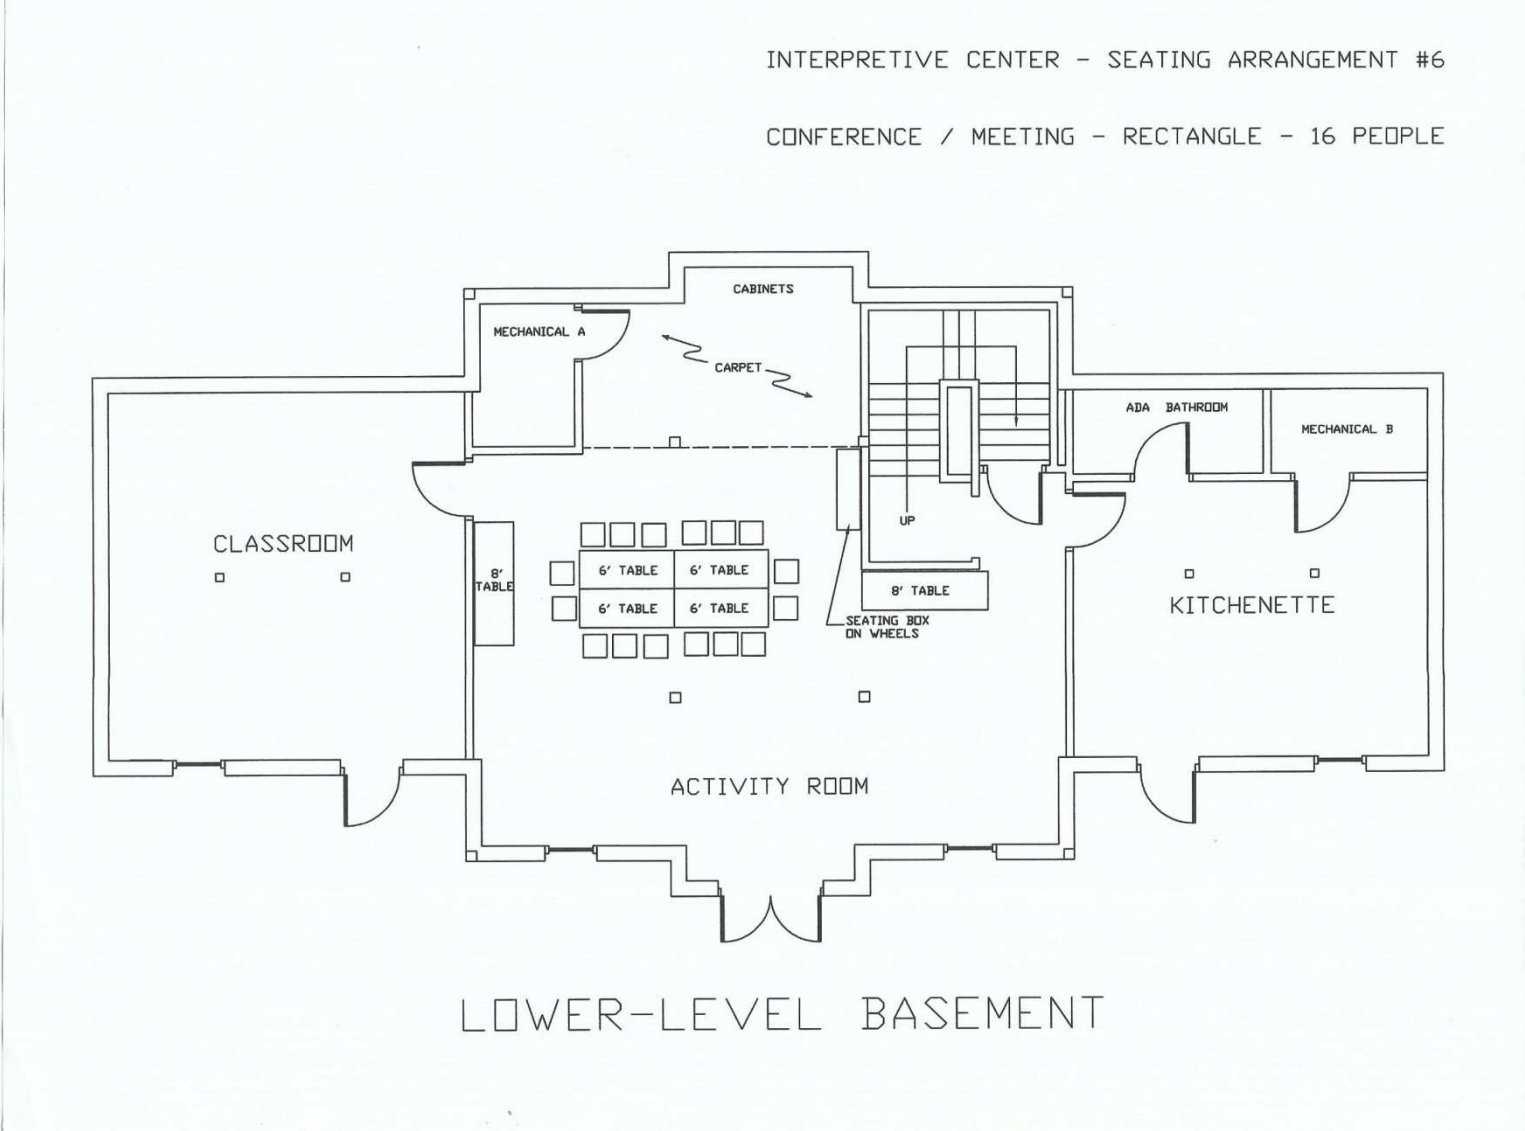 INTERPRETIVE CENTER - SEATING ARRANGEMENT #6
CONFERENCE / MEETING - RECTANGLE - 16 PEOPLE
CABINETS
MECHANICAL A
CARPET
ADA BATHROOM
MECHANICAL B
UP
CLASSROOM
8' TABLE
6' TABLE
6' TABLE
6' TABLE
6' TABLE
8' TABLE
SEATING BOX
ON WHEELS
KITCHENETTE
ACTIVITY ROOM
LOWER-LEVEL BASEMENT